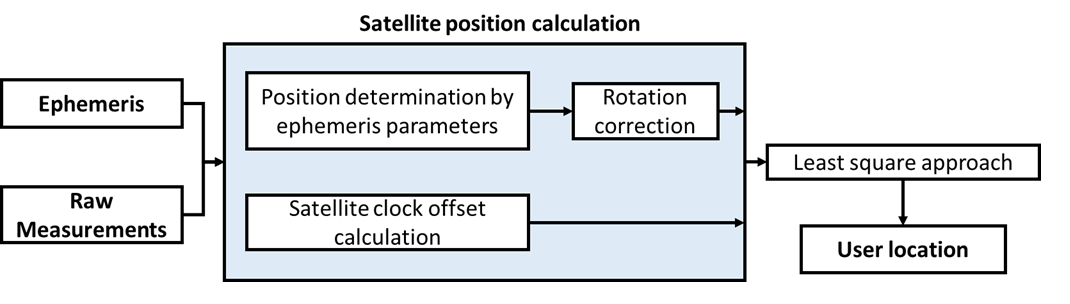 Satellite position calculation
Ephemeris
Raw
Measurements
Position determination by
ephemeris parameters
Rotation
correction
Satellite clock offset
calculation
Least square approach
User location